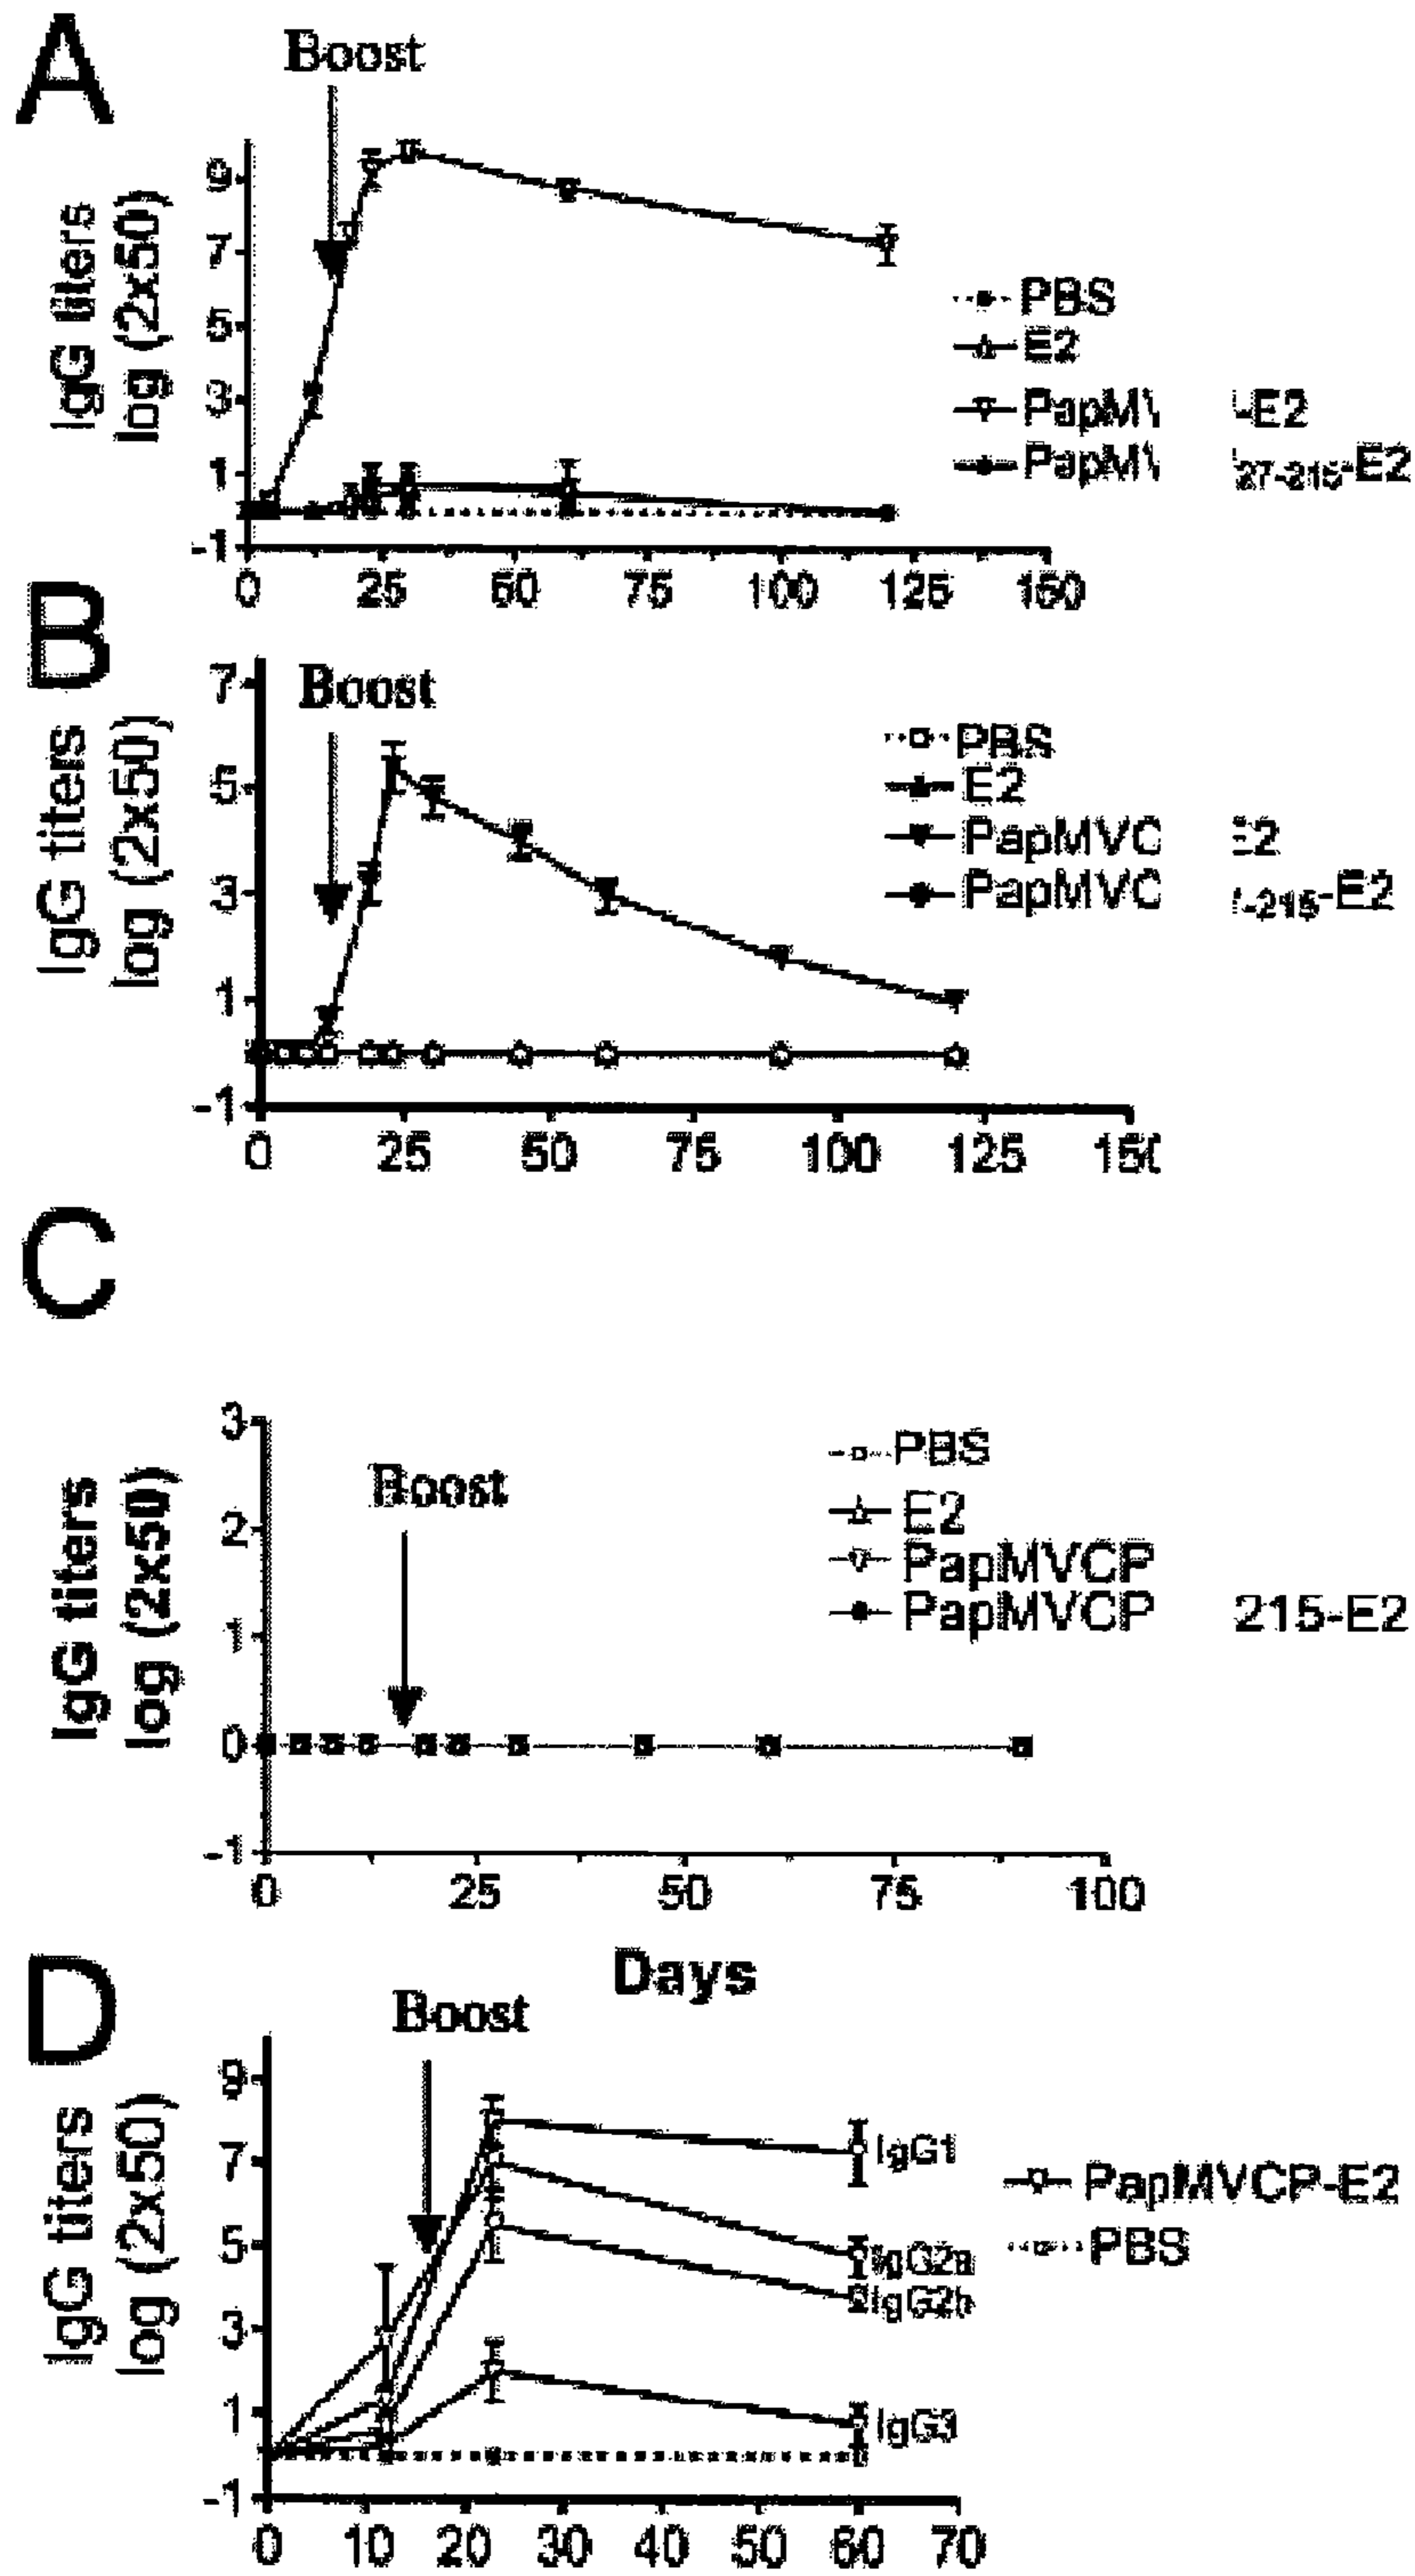 A
Boost
IgG titers
log (2x50)
9
7
5
3
1
-1
0 25 50 75 100 125 150
PBS
E2
-E2
27-215-E2
B
Boost
IgG titers
log (2x50)
7
5
3
1
-1
0 25 50 75 100 125
PBS
E2
PapMVC E2
PapMVC -215-E2
C
Boost
IgG titers
log (2x50)
3
2
1
0
-1
0 25 50 75 100
PBS
E2
PapMVCP
PapMVCP 215-E2
Days
D
Boost
IgG titers
log (2x50)
9
7
5
3
1
-1
0 10 20 30 40 50 60 70
IgG1
IgG2a
IgG2b
IgG3
PapMVCP-E2
PBS